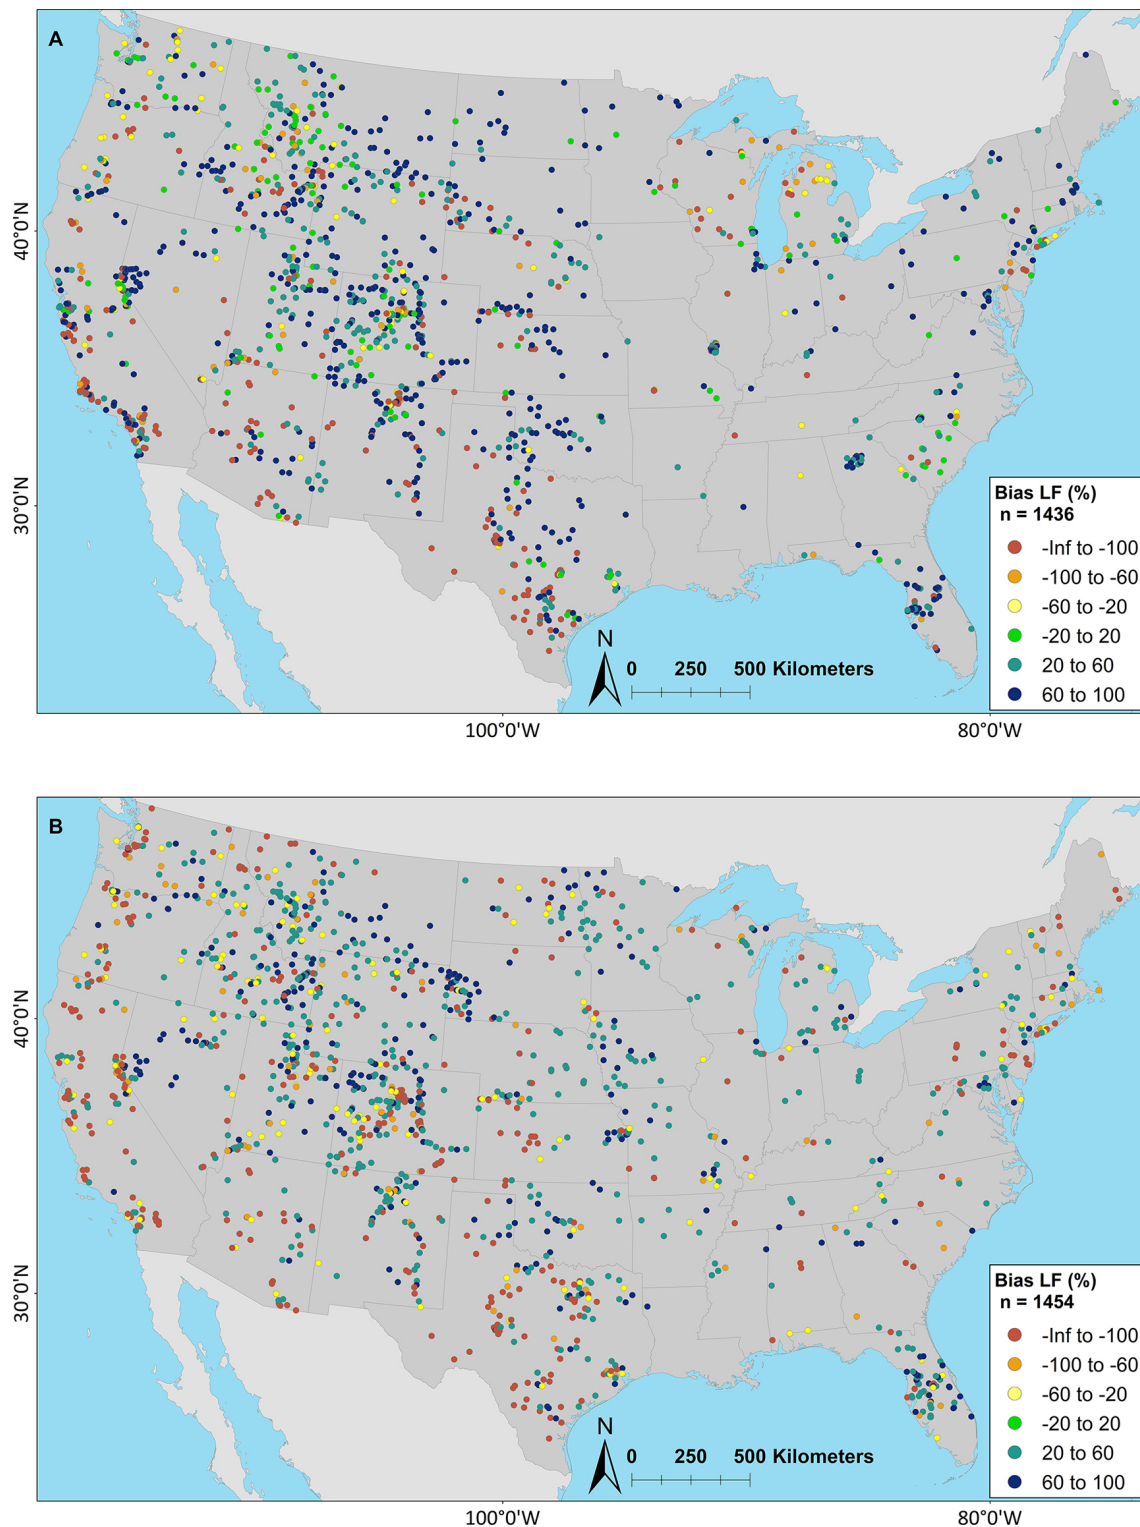 A
40°0'N
30°0'N
Bias LF (%)
n = 1436
-Inf to -100
-100 to -60
-60 to -20
-20 to 20
20 to 60
60 to 100
N
0 250 500 Kilometers
100°0'W 80°0'W
B
40°0'N
30°0'N
Bias LF (%)
n = 1454
-Inf to -100
-100 to -60
-60 to -20
-20 to 20
20 to 60
60 to 100
N
0 250 500 Kilometers
100°0'W 80°0'W